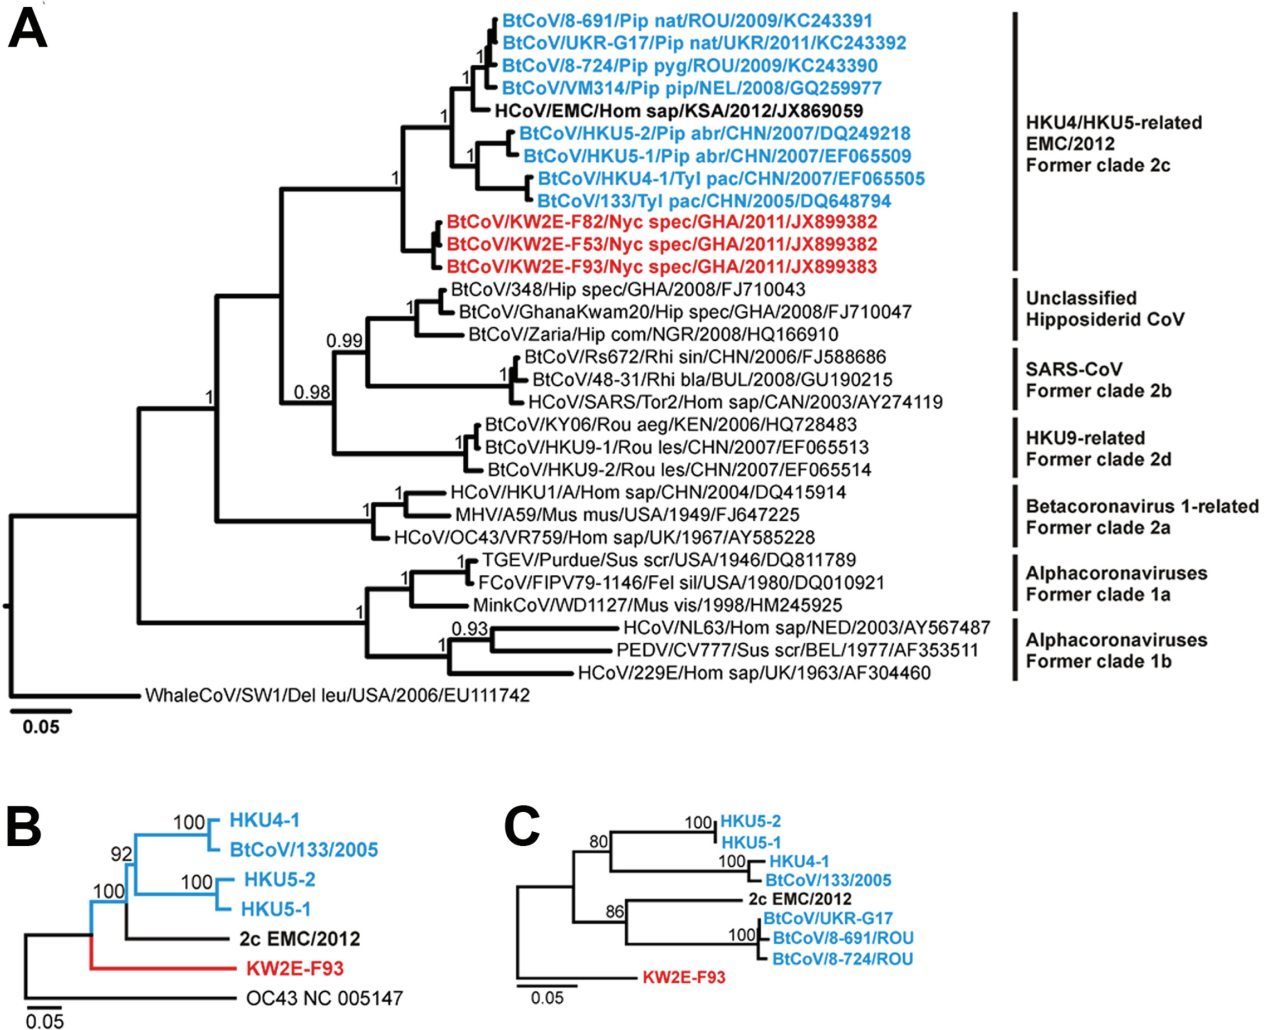 A
BtCoV/8-691/Pip nat/ROU/2009/KC243391
BtCoV/UKR-G17/Pip nat/UKR/2011/KC243392
BtCoV/8-724/Pip pyg/ROU/2009/KC243390
BtCoV/VM314/Pip pip/NEL/2008/GQ259977
HCoV/EMC/Hom sap/KSA/2012/JX869059
BtCoV/HKU5-2/Pip abr/CHN/2007/DQ249218
BtCoV/HKU5-1/Pip abr/CHN/2007/EF065509
BtCoV/HKU4-1/Tyl pac/CHN/2007/EF065505
BtCoV/133/Tyl pac/CHN/2005/DQ648794
BtCoV/KW2E-F82/Nyc spec/GHA/2011/JX899382
BtCoV/KW2E-F53/Nyc spec/GHA/2011/JX899382
BtCoV/KW2E-F93/Nyc spec/GHA/2011/JX899383
BtCoV/348/Hip spec/GHA/2008/FJ710043
BtCoV/GhanaKwam20/Hip spec/GHA/2008/FJ710047
BtCoV/Zaria/Hip com/NGR/2008/HQ166910
BtCoV/Rs672/Rhi sin/CHN/2006/FJ588686
BtCoV/48-31/Rhi bla/BUL/2008/GU190215
HCoV/SARS/Tor2/Hom sap/CAN/2003/AY274119
BtCoV/KY06/Rou aeg/KEN/2006/HQ728483
BtCoV/HKU9-1/Rou les/CHN/2007/EF065513
BtCoV/HKU9-2/Rou les/CHN/2007/EF065514
HCoV/HKU1/A/Hom sap/CHN/2004/DQ415914
MHV/A59/Mus mus/USA/1949/FJ647225
HCoV/OC43/VR759/Hom sap/UK/1967/AY585228
TGEV/Purdue/Sus scr/USA/1946/DQ811789
FCoV/FIPV79-1146/Fel sil/USA/1980/DQ010921
MinkCoV/WD1127/Mus vis/1998/HM245925
HCoV/NL63/Hom sap/NED/2003/AY567487
PEDV/CV777/Sus scr/BEL/1977/AF353511
HCoV/229E/Hom sap/UK/1963/AF304460
WhaleCoV/SW1/Del leu/USA/2006/EU111742
1
1
1
1
1
1
0.99
1
0.98
1
1
1
1
1
1
1
1
0.93
1
0.05
HKU4/HKU5-related
EMC/2012
Former clade 2c
Unclassified
Hipposiderid CoV
SARS-CoV
Former clade 2b
HKU9-related
Former clade 2d
Betacoronavirus 1-related
Former clade 2a
Alphacoronaviruses
Former clade 1a
Alphacoronaviruses
Former clade 1b
B
100
HKU4-1
92
BtCoV/133/2005
100
HKU5-2
100
HKU5-1
2c EMC/2012
KW2E-F93
OC43 NC 005147
0.05
C
100
HKU5-2
80
HKU5-1
100
HKU4-1
BtCoV/133/2005
2c EMC/2012
86
BtCoV/UKR-G17
100
BtCoV/8-691/ROU
BtCoV/8-724/ROU
KW2E-F93
0.05